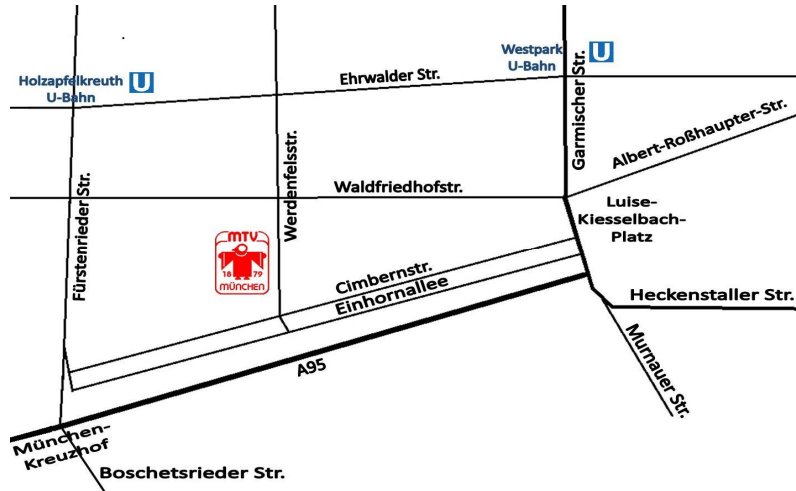 Westpark
U-Bahn
U
Holzapfelkreuth
U-Bahn
U
Ehrwalder Str.
Garmischer Str.
Albert-Roßhaupter-Str.
Werdenfelsstr.
Waldfriedhofstr.
Luise-
Kiesselbach-
Platz
Fürstenrieder Str.
MTV
18 79
MÜNCHEN
Cimbernstr.
Einhornallee
Heckenstaller Str.
A95
Murnauer Str.
München-
Kreuzhof
Boschetsrieder Str.